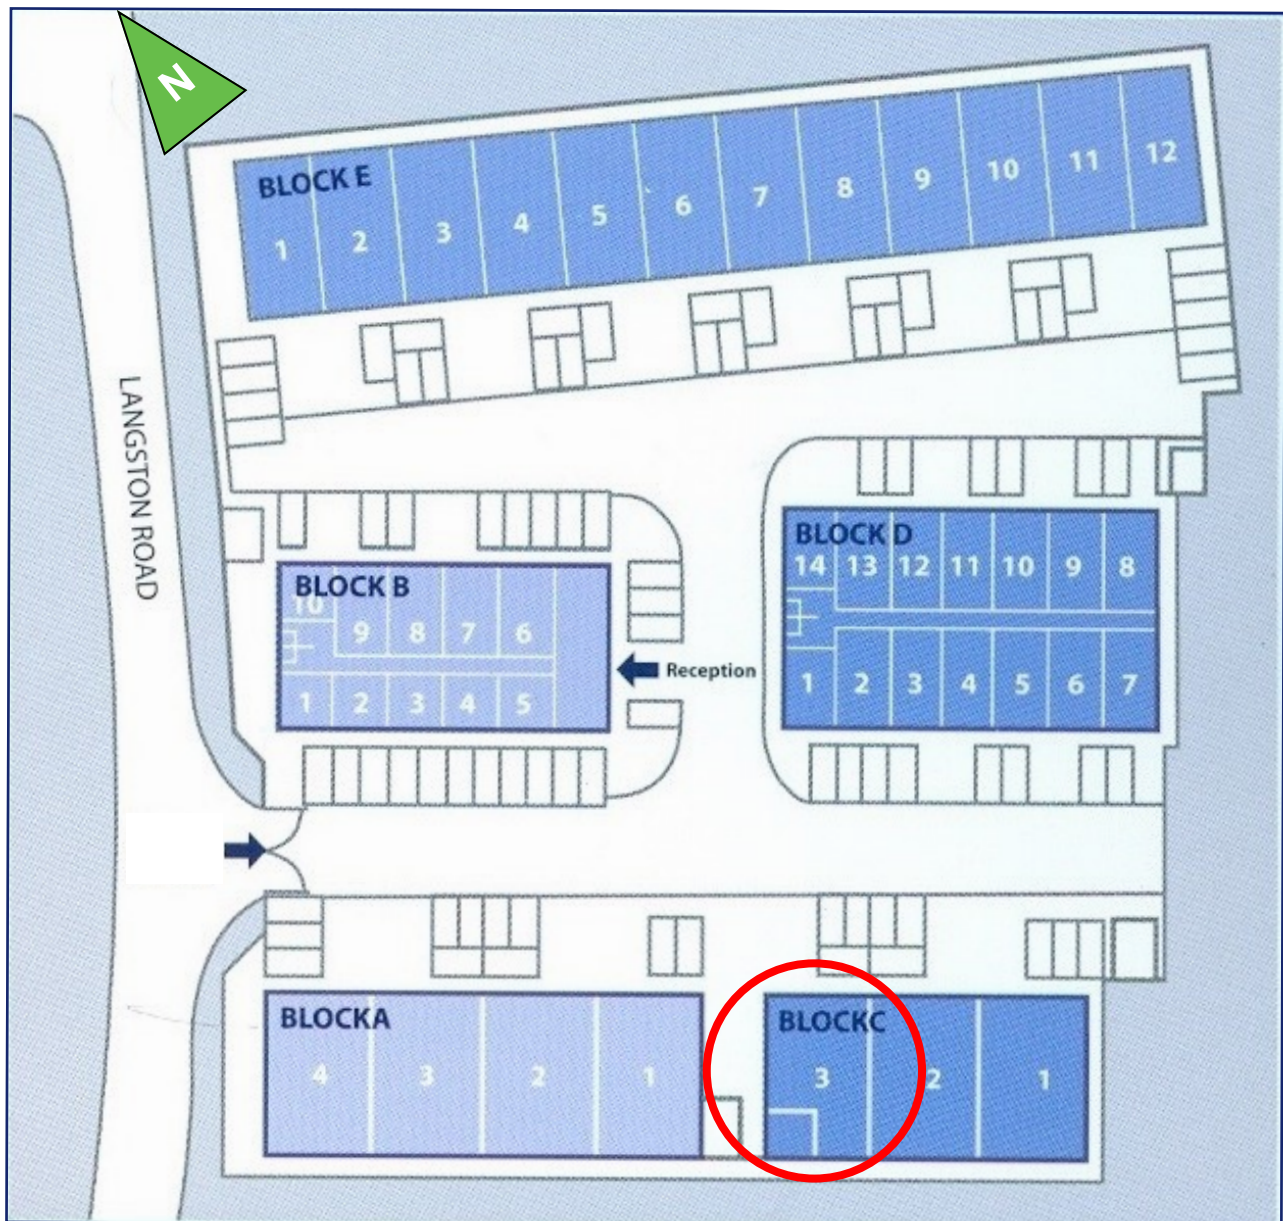 N
BLOCK E
1 2 3 4 5 6 7 8 9 10 11 12
LANGSTON ROAD
BLOCK B
10 9 8 7 6
1 2 3 4 5
Reception
BLOCK D
14 13 12 11 10 9 8
1 2 3 4 5 6 7
BLOCKA
4 3 2 1
BLOCKC
3 2 1